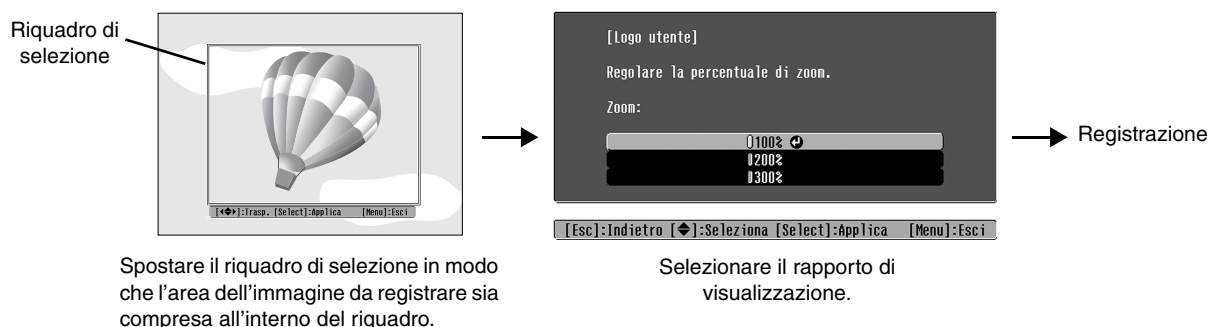 Riquadro di
selezione
[Logo utente]
Regolare la percentuale di zoom.
Zoom:
100%
200%
300%
Registrazione
[ ]:Trasp. [Select]:Applica [Menu]:Esci
[Esc]:Indietro [ ]:Seleziona [Select]:Applica [Menu]:Esci
Spostare il riquadro di selezione in modo
che l'area dell'immagine da registrare sia
compresa all'interno del riquadro.
Selezionare il rapporto di
visualizzazione.